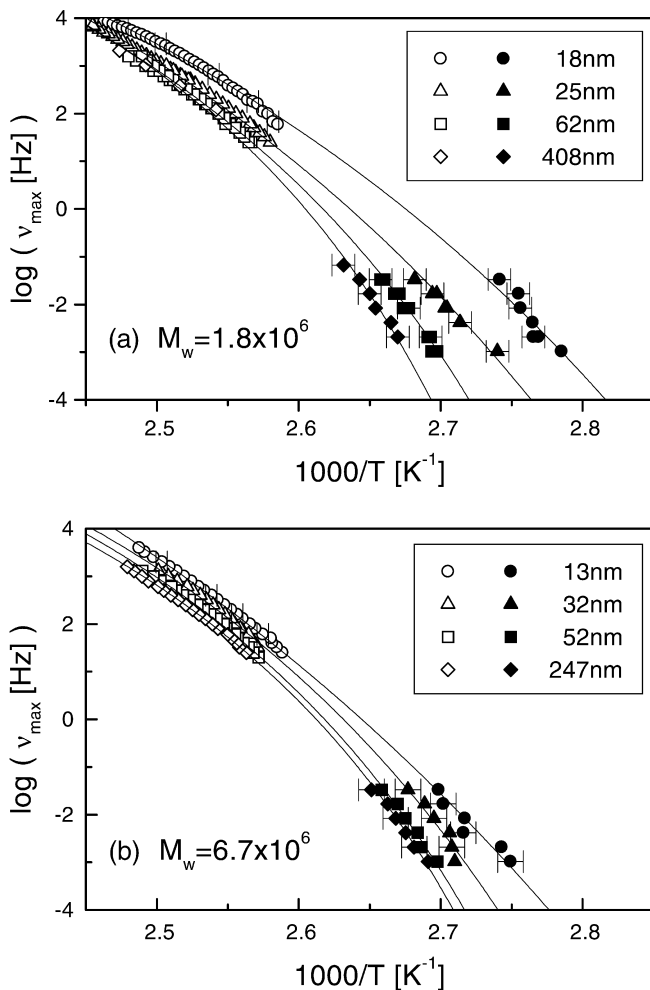 4
2
0
-2
-4
log ( ν_max [Hz] )
18nm
25nm
62nm
408nm
(a) M_w=1.8x10^6
2.5 2.6 2.7 2.8
1000/T [K^-1]
4
2
0
-2
-4
log ( ν_max [Hz] )
13nm
32nm
52nm
247nm
(b) M_w=6.7x10^6
2.5 2.6 2.7 2.8
1000/T [K^-1]